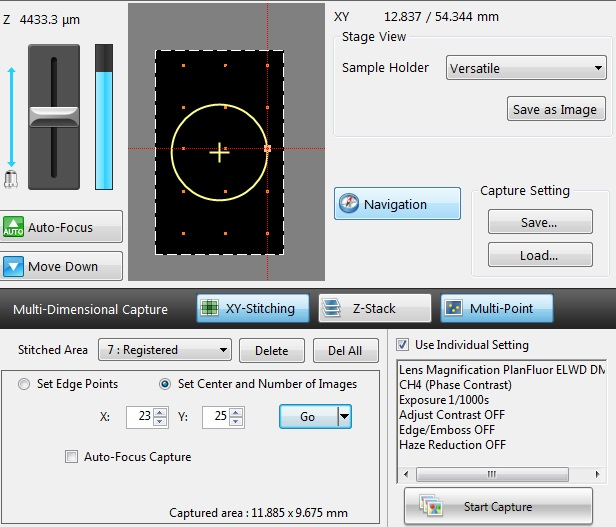 Z 4433.3 µm
XY 12.837 / 54.344 mm
Stage View
Sample Holder Versatile
Save as Image
AUTO Auto-Focus
Move Down
Navigation
Capture Setting
Save...
Load...
Multi-Dimensional Capture XY-Stitching Z-Stack Multi-Point
Stitched Area 7 : Registered Delete Del All
Set Edge Points Set Center and Number of Images
X: 23 Y: 25 Go
Auto-Focus Capture
Captured area : 11.885 x 9.675 mm
Use Individual Setting
Lens Magnification PlanFluor ELWD DM
CH4 (Phase Contrast)
Exposure 1/1000s
Adjust Contrast OFF
Edge/Emboss OFF
Haze Reduction OFF
Start Capture